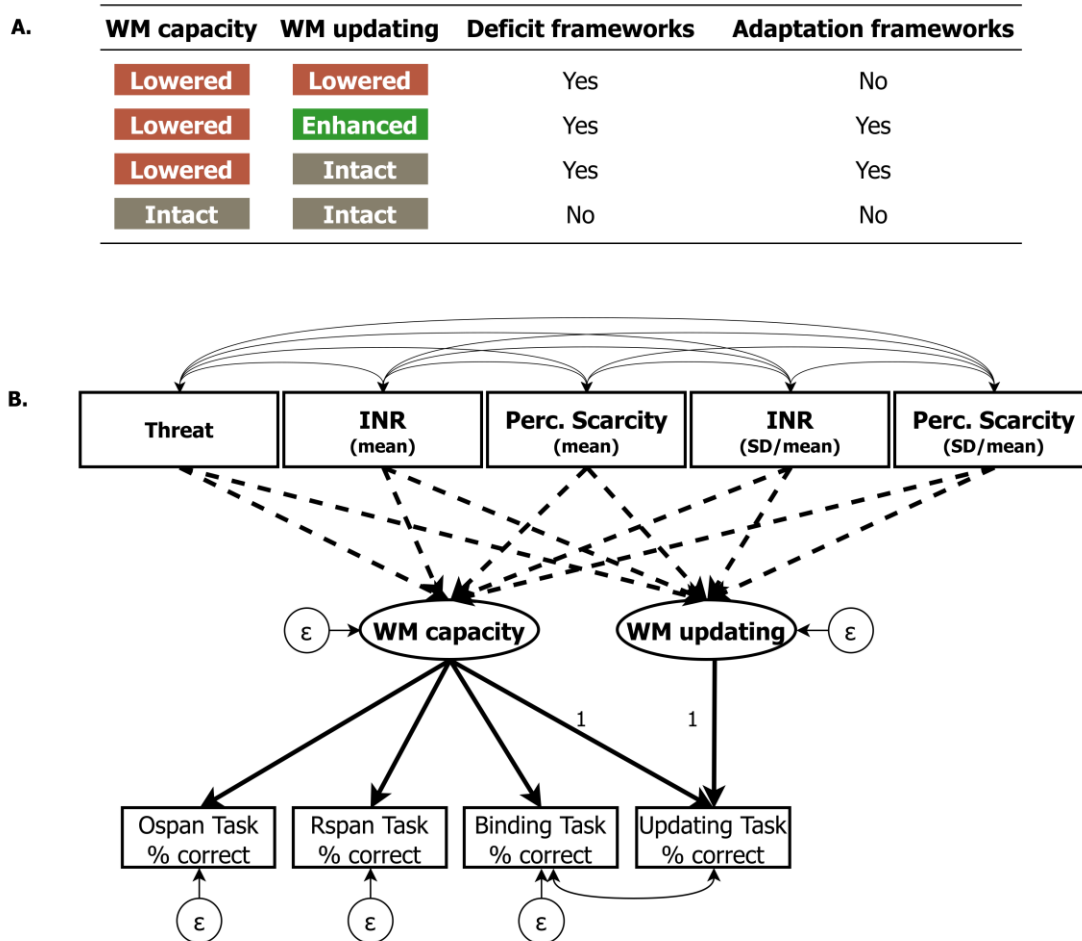 A.
WM capacity WM updating Deficit frameworks Adaptation frameworks
Lowered Lowered Yes No
Lowered Enhanced Yes Yes
Lowered Intact Yes Yes
Intact Intact No No
B.
Threat
INR
(mean)
Perc. Scarcity
(mean)
INR
(SD/mean)
Perc. Scarcity
(SD/mean)
ε
WM capacity
WM updating
ε
1
1
Ospan Task
% correct
Rspan Task
% correct
Binding Task
% correct
Updating Task
% correct
ε
ε
ε